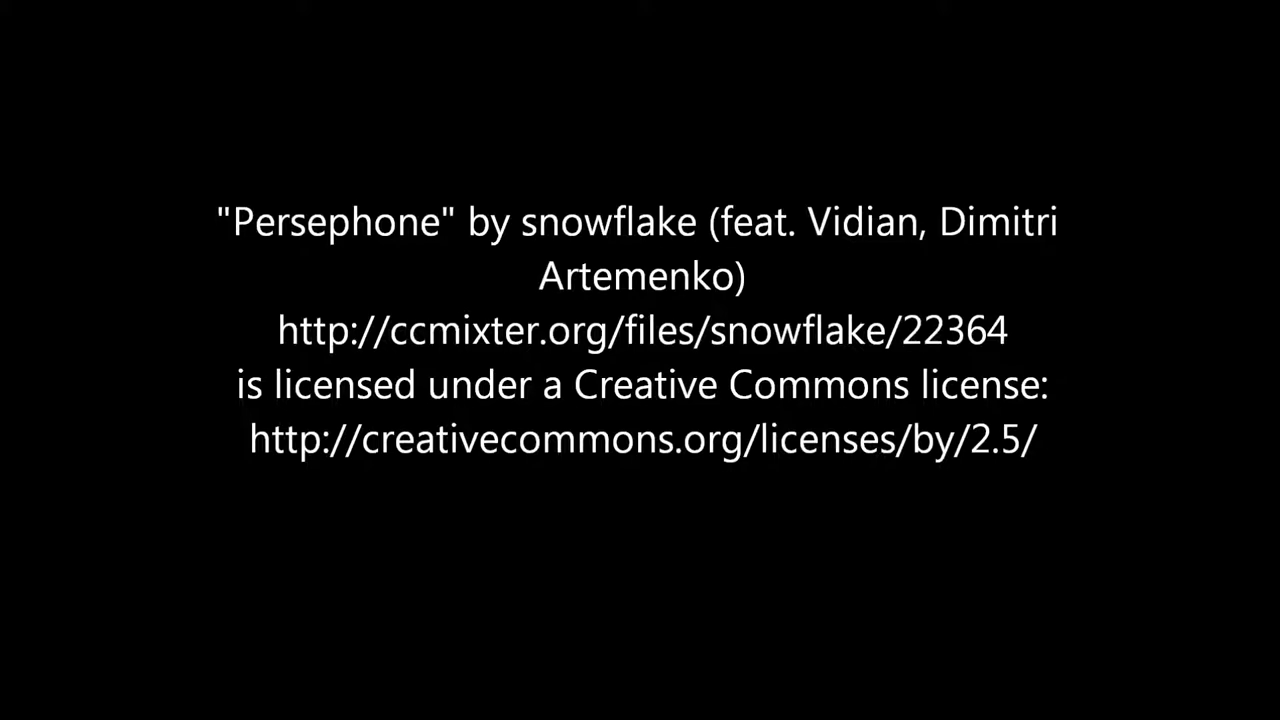 "Persephone" by snowflake (feat. Vidian, Dimitri
Artemenko)
http://ccmixter.org/files/snowflake/22364
is licensed under a Creative Commons license:
http://creativecommons.org/licenses/by/2.5/